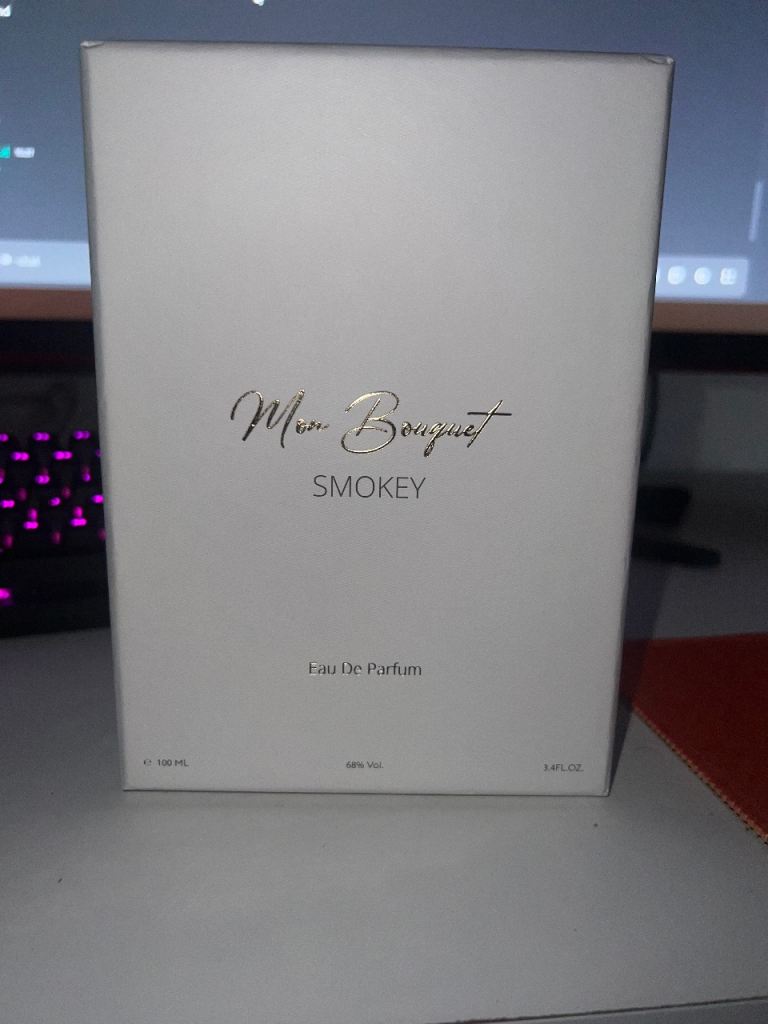 Mon Bouquet
SMOKEY
Eau De Parfum
℮ 100 ML 68% Vol. 3.4FL.OZ.